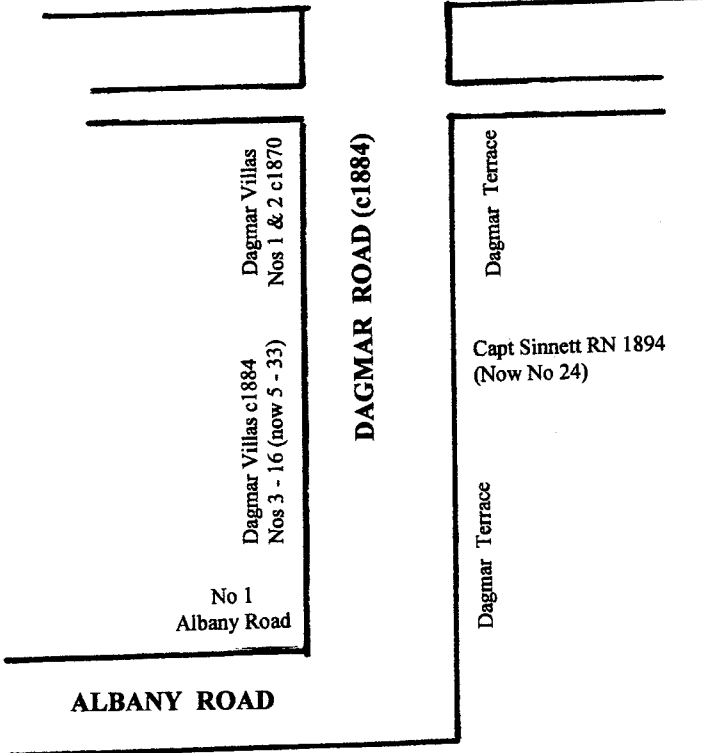 Dagmar Villas
Nos 1 & 2 c1870
Dagmar Villas c1884
Nos 3 - 16 (now 5 - 33)
No 1
Albany Road
DAGMAR ROAD (c1884)
Dagmar Terrace
Capt Sinnett RN 1894
(Now No 24)
Dagmar Terrace
ALBANY ROAD